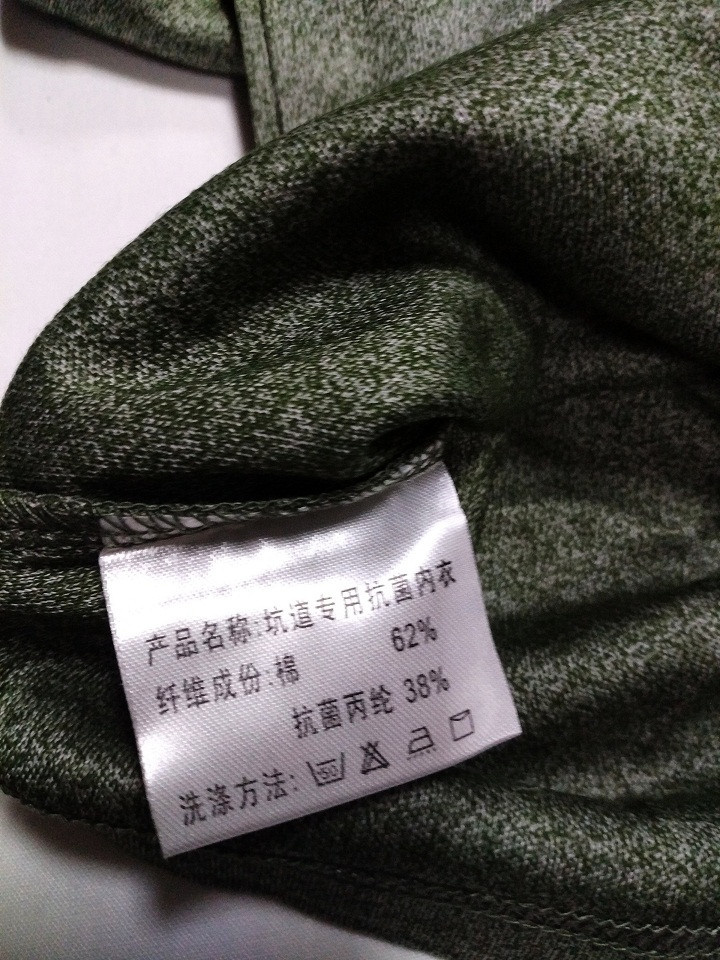 产品名称:坑道专用抗菌内衣
纤维成份:棉 62%
抗菌丙纶 38%
洗涤方法: 50